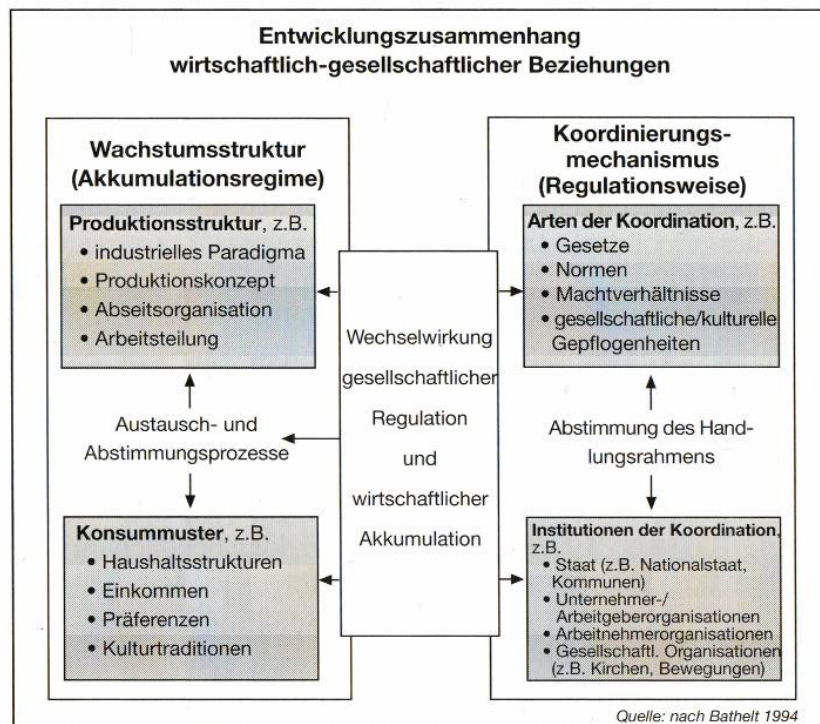 Entwicklungszusammenhang
wirtschaftlich-gesellschaftlicher Beziehungen
Wachstumsstruktur
(Akkumulationsregime)
Produktionsstruktur, z.B.
• industrielles Paradigma
• Produktionskonzept
• Abseitsorganisation
• Arbeitsteilung
Austausch- und
Abstimmungsprozesse
Konsummuster, z.B.
• Haushaltsstrukturen
• Einkommen
• Präferenzen
• Kulturtraditionen
Wechselwirkung
gesellschaftlicher
Regulation
und
wirtschaftlicher
Akkumulation
Koordinierungs-
mechanismus
(Regulationsweise)
Arten der Koordination, z.B.
• Gesetze
• Normen
• Machtverhältnisse
• gesellschaftliche/kulturelle
Gepflogenheiten
Abstimmung des Hand-
lungsrahmens
Institutionen der Koordination,
z.B.
• Staat (z.B. Nationalstaat,
Kommunen)
• Unternehmer-/
Arbeitgeberorganisationen
• Arbeitnehmerorganisationen
• Gesellschaftl. Organisationen
(z.B. Kirchen, Bewegungen)
Quelle: nach Bathelt 1994